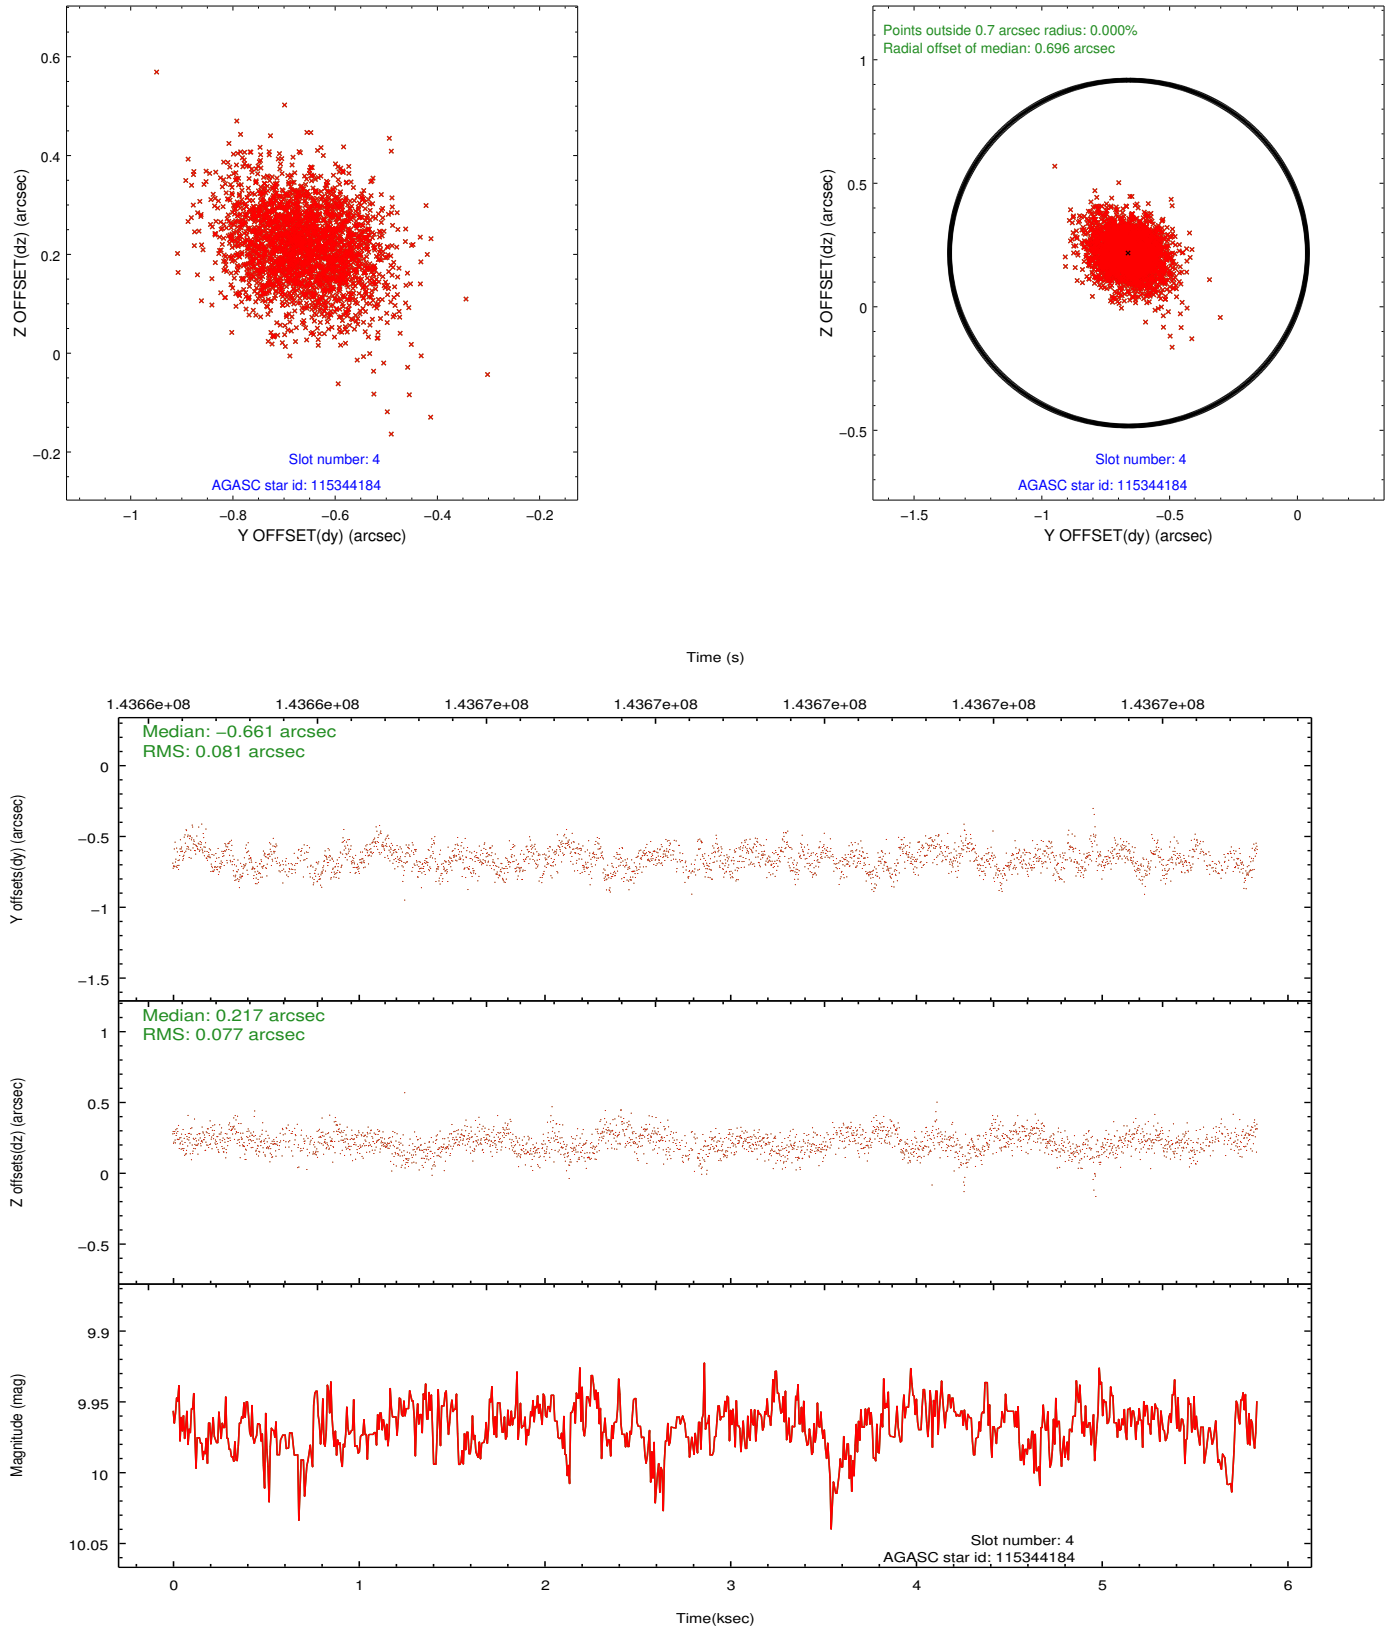 0.6
0.4
0.2
0
−0.2
Z OFFSET(dz) (arcsec)
Slot number: 4
AGASC star id: 115344184
−1
−0.8
−0.6
−0.4
−0.2
Y OFFSET(dy) (arcsec)
Points outside 0.7 arcsec radius: 0.000%
Radial offset of median: 0.696 arcsec
1
0.5
0
−0.5
Z OFFSET(dz) (arcsec)
Slot number: 4
AGASC star id: 115344184
−1.5
−1
−0.5
0
Y OFFSET(dy) (arcsec)
Time (s)
1.4366e+08
1.4366e+08
1.4367e+08
1.4367e+08
1.4367e+08
1.4367e+08
1.4367e+08
Median: −0.661 arcsec
RMS: 0.081 arcsec
0
−0.5
−1
−1.5
Y offsets(dy) (arcsec)
Median: 0.217 arcsec
RMS: 0.077 arcsec
1
0.5
0
−0.5
Z offsets(dz) (arcsec)
9.9
9.95
10
10.05
Magnitude (mag)
Slot number: 4
AGASC star id: 115344184
0
1
2
3
4
5
6
Time(ksec)